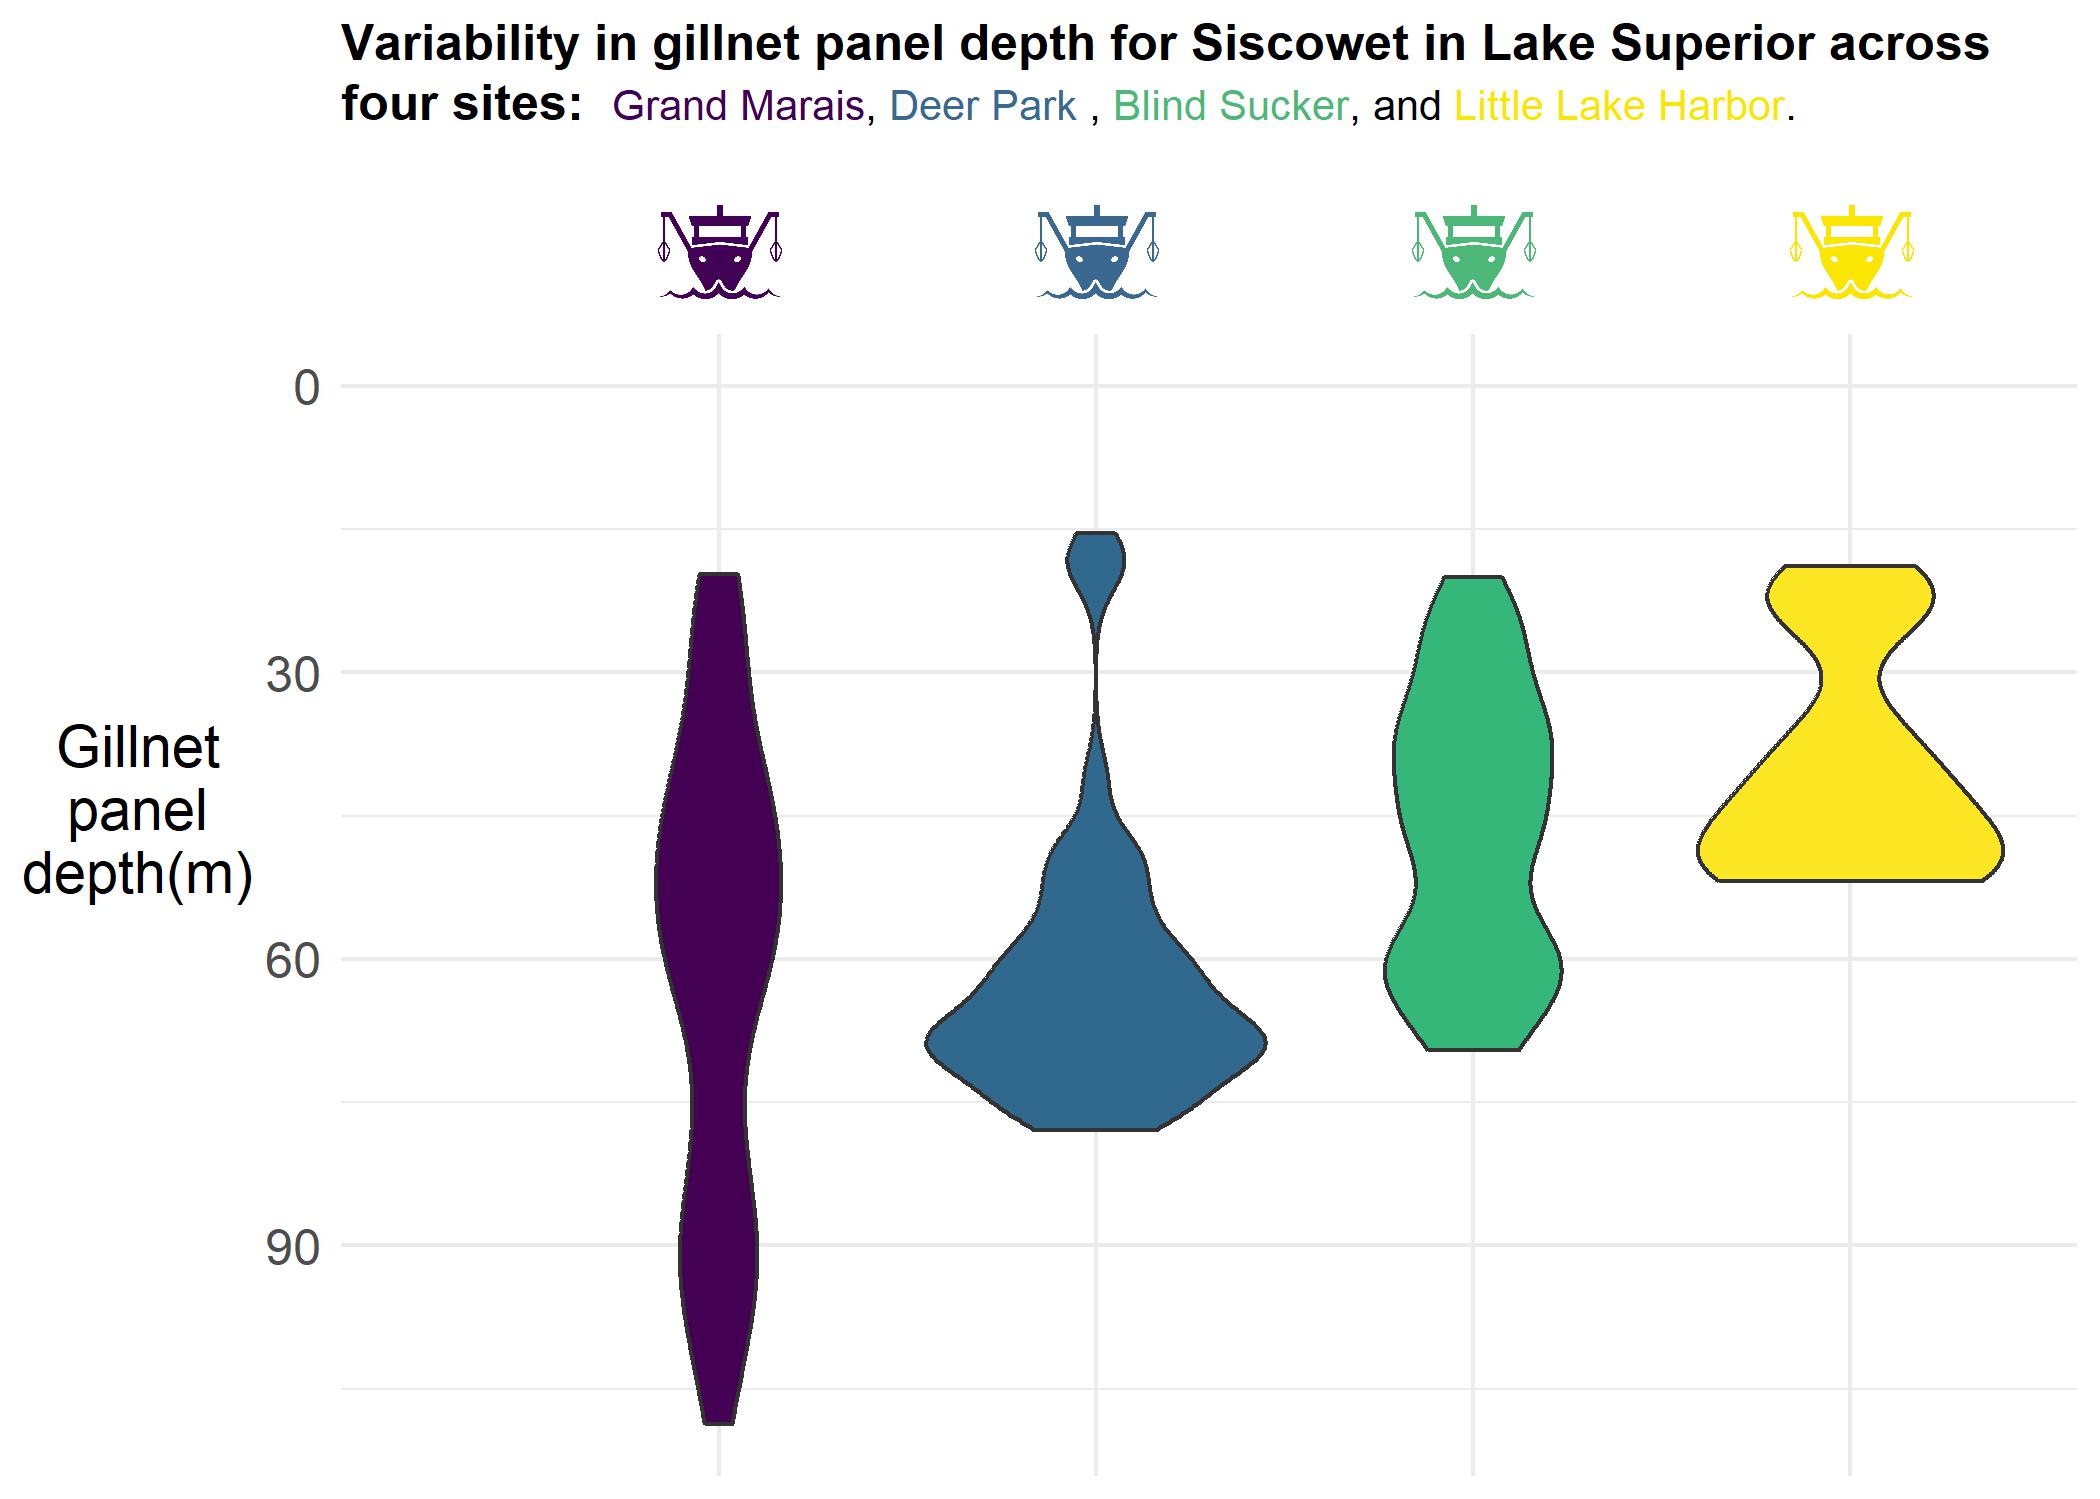 Variability in gillnet panel depth for Siscowet in Lake Superior across
four sites: Grand Marais, Deer Park , Blind Sucker, and Little Lake Harbor.
0
30
60
90
Gillnet
panel
depth(m)